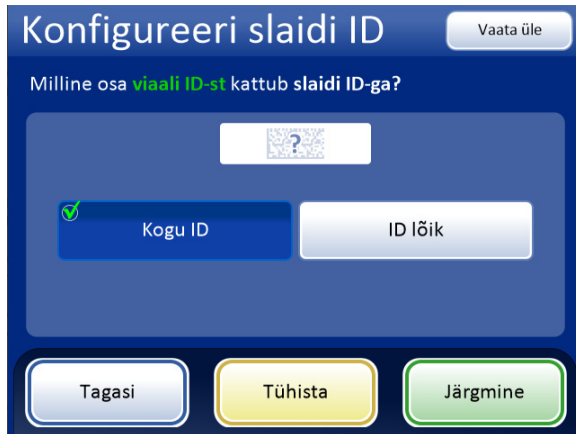 Konfigureeri slaidi ID
Vaata üle
Milline osa viaali ID-st kattub slaidi ID-ga?
?
Kogu ID
ID lõik
Tagasi
Tühista
Järgmine